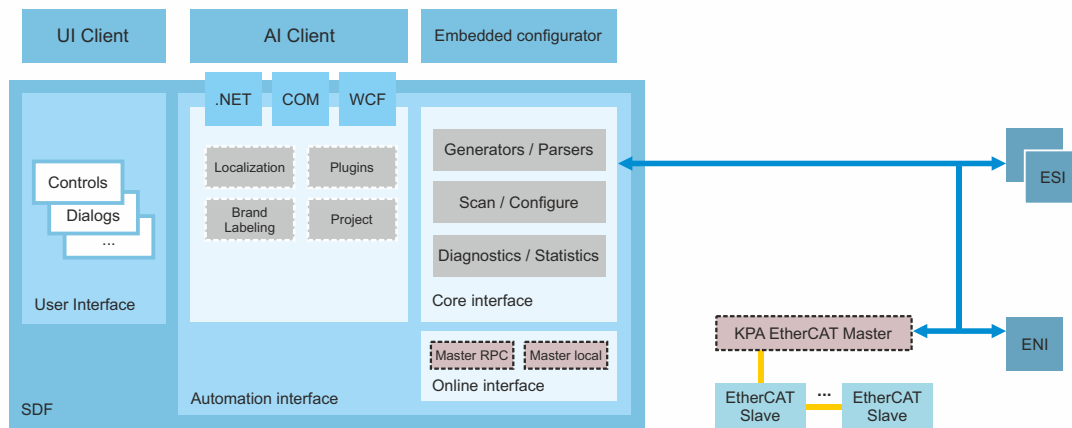 UI Client
AI Client
Embedded configurator
.NET
COM
WCF
Controls
Dialogs
...
User Interface
Localization
Plugins
Brand
Labeling
Project
Generators / Parsers
Scan / Configure
Diagnostics / Statistics
Core interface
Master RPC
Master local
Online interface
Automation interface
SDF
ESI
ENI
KPA EtherCAT Master
EtherCAT
Slave
...
EtherCAT
Slave